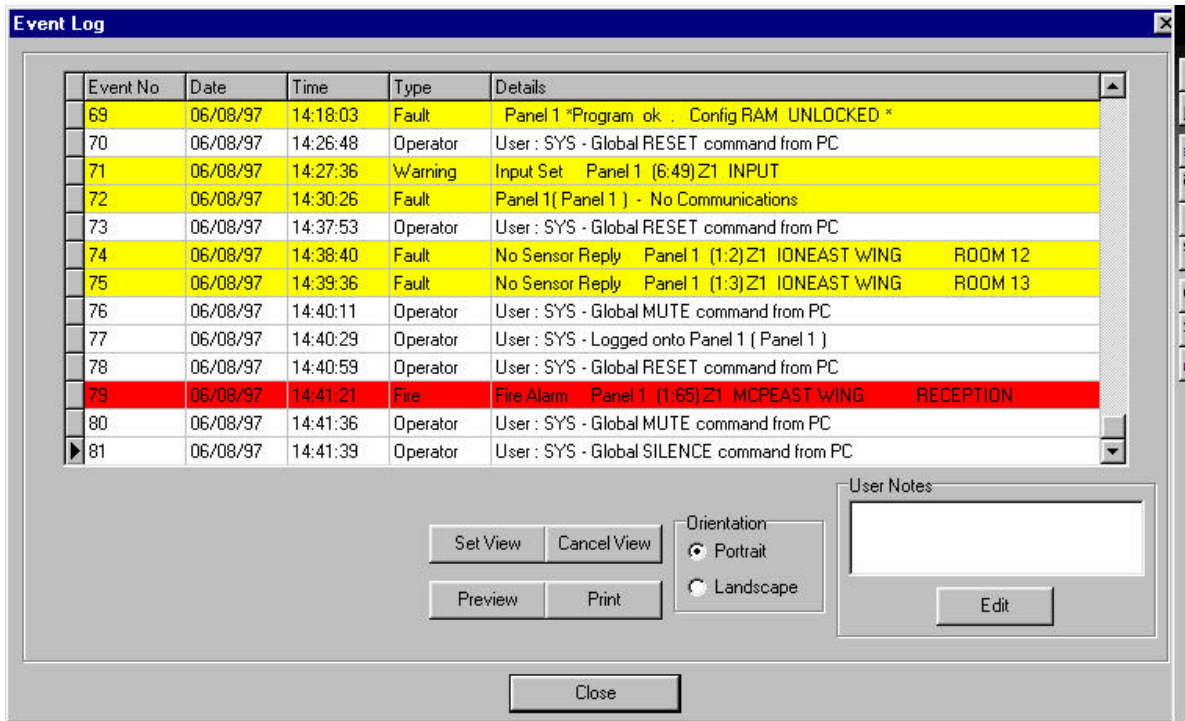 Event Log
Event No Date Time Type Details
69 06/08/97 14:18:03 Fault Panel 1 *Program ok . Config RAM UNLOCKED *
70 06/08/97 14:26:48 Operator User : SYS - Global RESET command from PC
71 06/08/97 14:27:36 Warning Input Set Panel 1 (6:49)Z1 INPUT
72 06/08/97 14:30:26 Fault Panel 1( Panel 1 ) - No Communications
73 06/08/97 14:37:53 Operator User : SYS - Global RESET command from PC
74 06/08/97 14:38:40 Fault No Sensor Reply Panel 1 (1:2)Z1 IONEAST WING ROOM 12
75 06/08/97 14:39:36 Fault No Sensor Reply Panel 1 (1:3)Z1 IONEAST WING ROOM 13
76 06/08/97 14:40:11 Operator User : SYS - Global MUTE command from PC
77 06/08/97 14:40:29 Operator User : SYS - Logged onto Panel 1 ( Panel 1 )
78 06/08/97 14:40:59 Operator User : SYS - Global RESET command from PC
79 06/08/97 14:41:21 Fire Fire Alarm Panel 1 (1:65)Z1 MCPEAST WING RECEPTION
80 06/08/97 14:41:36 Operator User : SYS - Global MUTE command from PC
81 06/08/97 14:41:39 Operator User : SYS - Global SILENCE command from PC
User Notes
Set View Cancel View
Orientation
Portrait
Landscape
Preview Print
Edit
Close